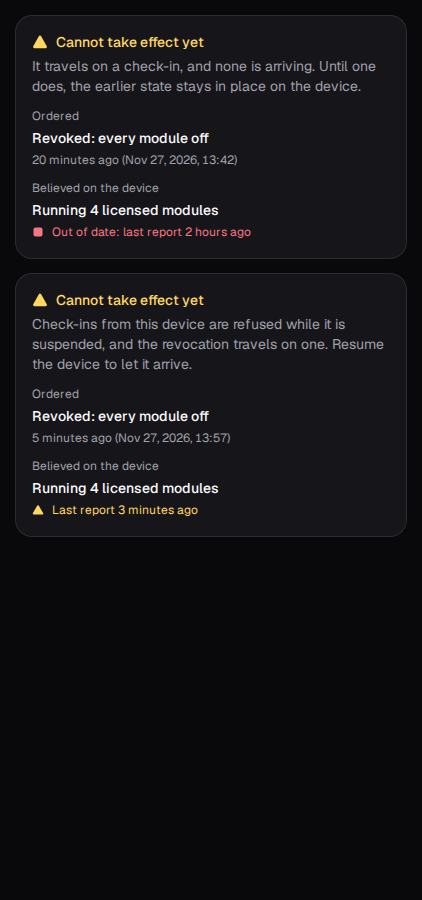 Cannot take effect yet
It travels on a check-in, and none is arriving. Until one
does, the earlier state stays in place on the device.
Ordered
Revoked: every module off
20 minutes ago (Nov 27, 2026, 13:42)
Believed on the device
Running 4 licensed modules
Out of date: last report 2 hours ago
Cannot take effect yet
Check-ins from this device are refused while it is
suspended, and the revocation travels on one. Resume
the device to let it arrive.
Ordered
Revoked: every module off
5 minutes ago (Nov 27, 2026, 13:57)
Believed on the device
Running 4 licensed modules
Last report 3 minutes ago